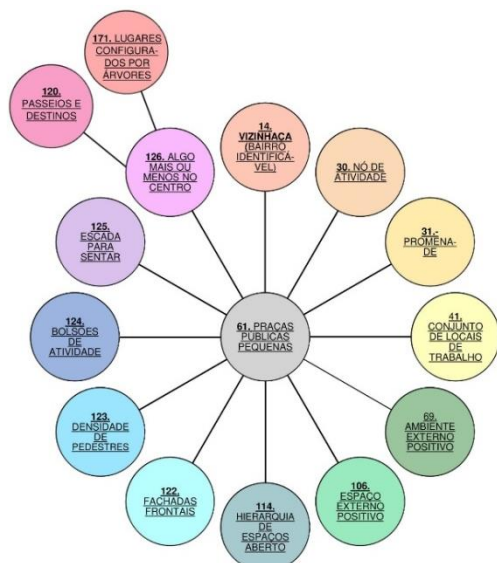 171. LUGARES
CONFIGURA-
DOS POR
ÁRVORES
120.
PASSEIOS E
DESTINOS
126. ALGO
MAIS OU
MENOS NO
CENTRO
14.
VIZINHAÇA
(BAIRRO
IDENTIFICÁ-
VEL)
30. NÓ DE
ATIVIDADE
125.
ESCADA
PARA
SENTAR
31.-
PROMENA-
DE
124.
BOLSÕES
DE
ATIVIDADE
61. PRAÇAS
PÚBLICAS
PEQUENAS
41.
CONJUNTO
DE LOCAIS
DE
TRABALHO
123.
DENSIDADE
DE
PEDESTRES
69.
AMBIENTE
EXTERNO
POSITIVO
122.
FACHADAS
FRONTAIS
114.
HIERARQUIA
DE
ESPAÇOS
ABERTO
106.
ESPAÇO
EXTERNO
POSITIVO